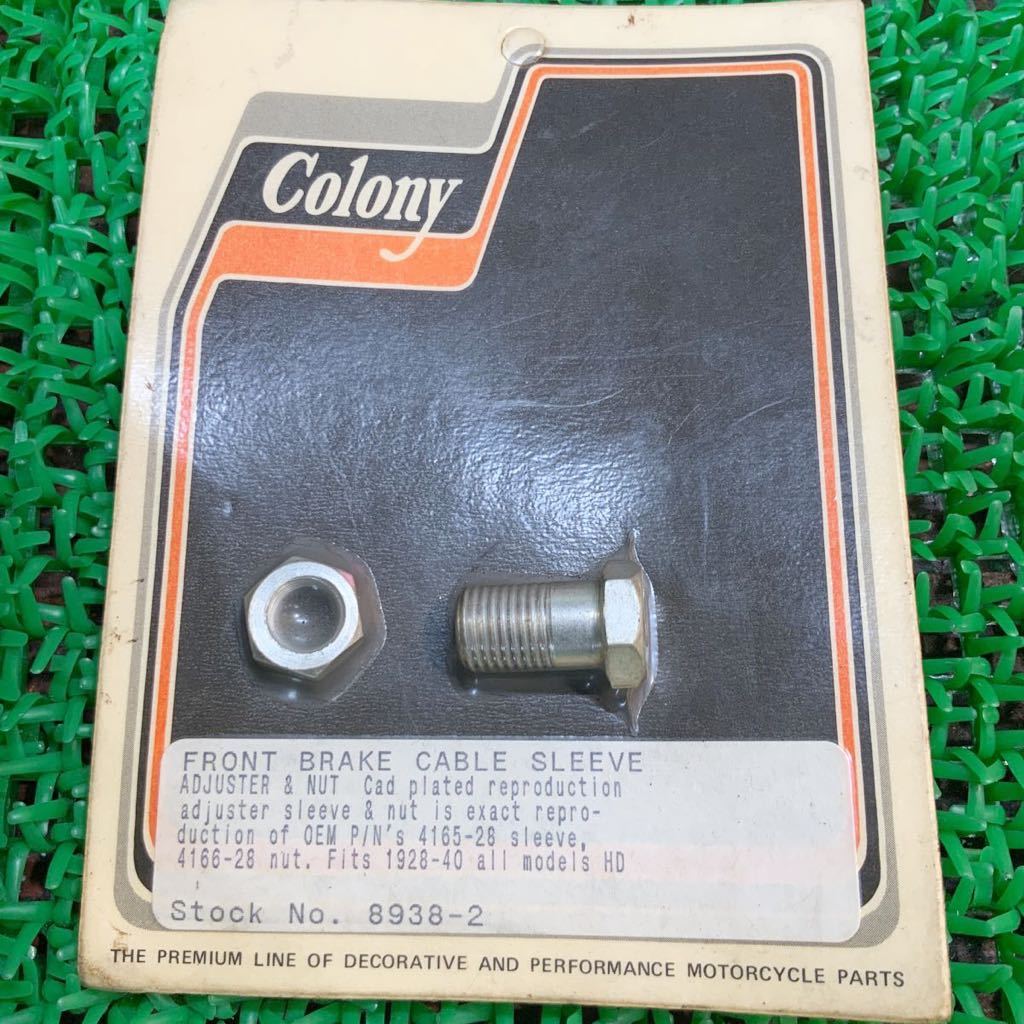 Colony
FRONT BRAKE CABLE SLEEVE
ADJUSTER & NUT Cad plated reproduction
adjuster sleeve & nut is exact repro-
duction of OEM P/N's 4165-28 sleeve,
4166-28 nut. Fits 1928-40 all models HD
Stock No. 8938-2
THE PREMIUM LINE OF DECORATIVE AND PERFORMANCE MOTORCYCLE PARTS